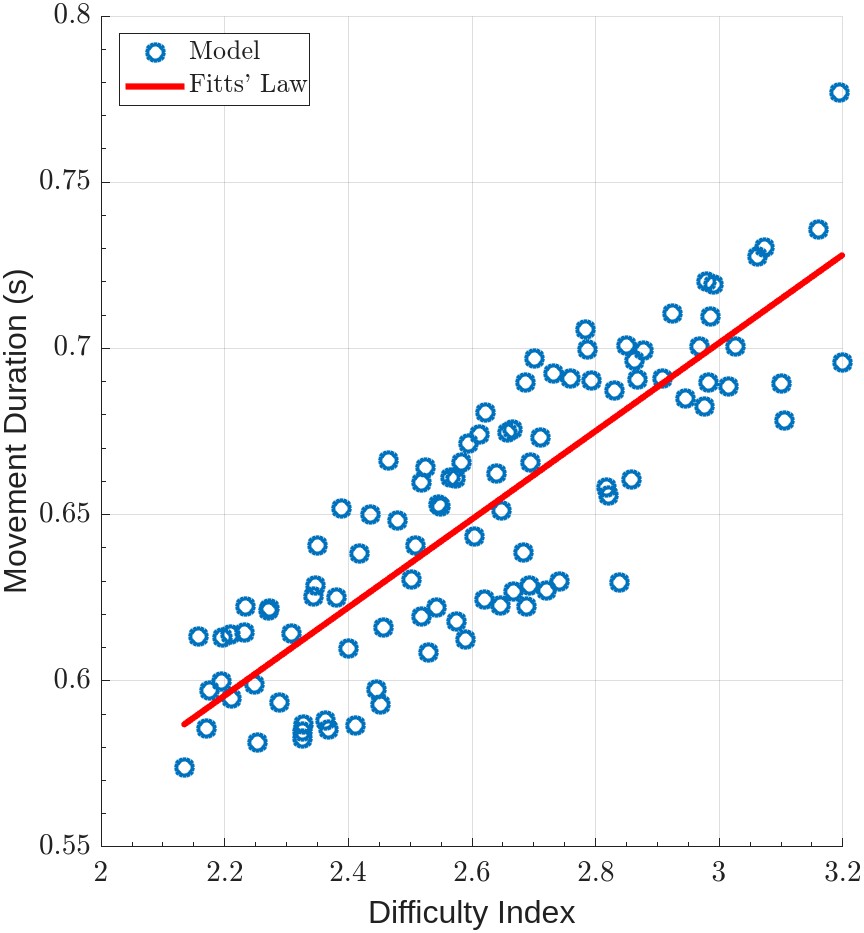 Model
Fitts' Law
0.8
0.75
0.7
0.65
0.6
0.55
Movement Duration (s)
2 2.2 2.4 2.6 2.8 3 3.2
Difficulty Index